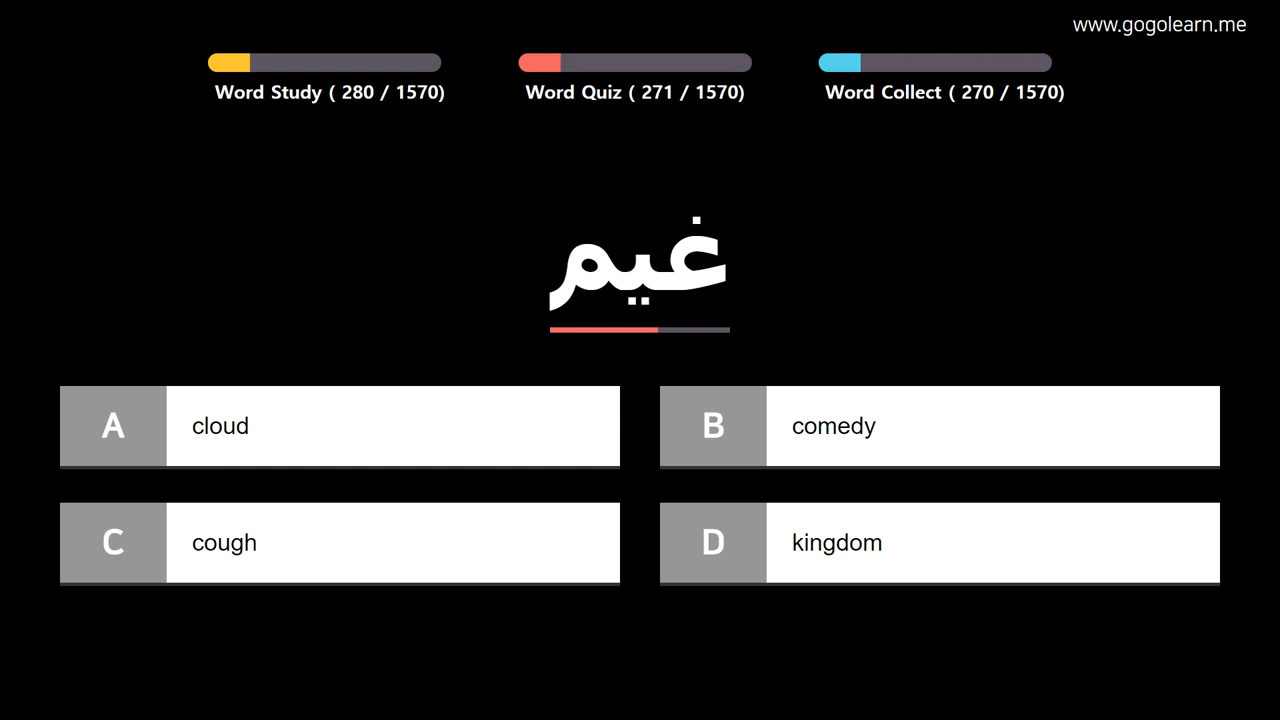 www.gogolearn.me
Word Study ( 280 / 1570)
Word Quiz ( 271 / 1570)
Word Collect ( 270 / 1570)
غيم
A cloud
B comedy
C cough
D kingdom